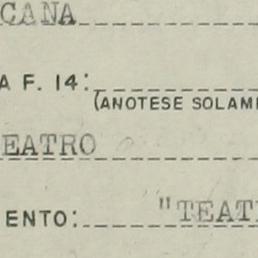 CANA
A F. 14:
(ANOTESE SOLAM
EATRO
ENTO: "TEAT